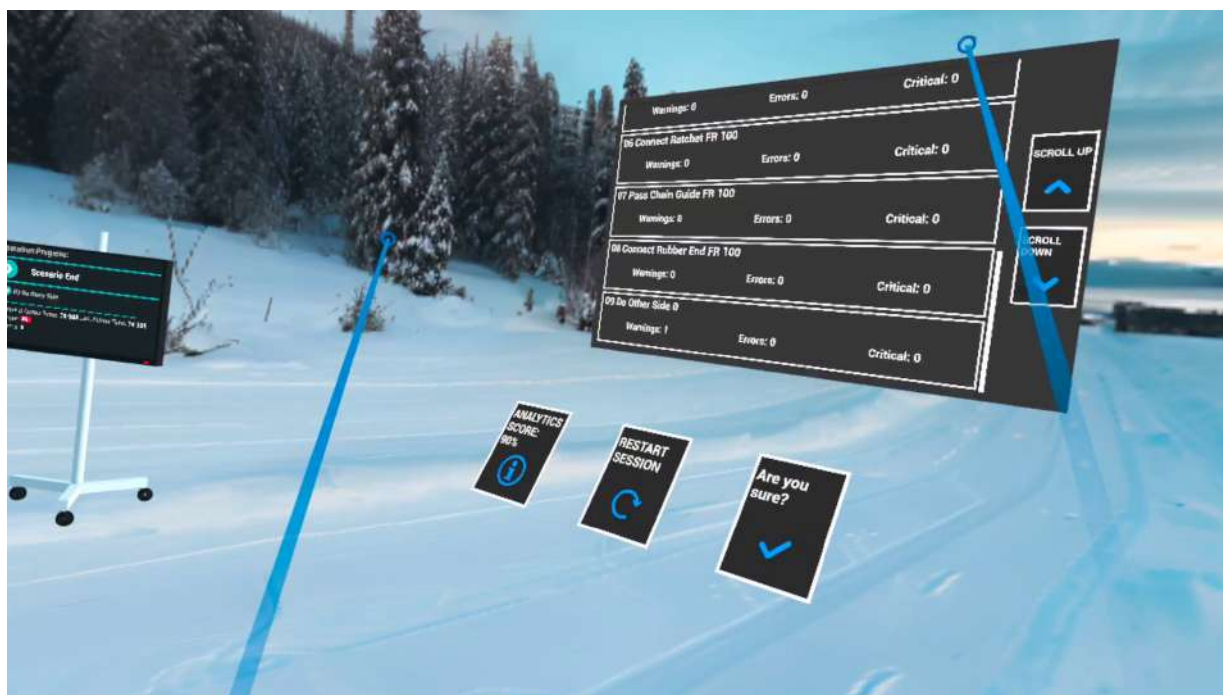 Scenario End
Warnings: 0 Errors: 0 Critical: 0
06 Connect Ratchet FR 100
Warnings: 0 Errors: 0 Critical: 0
07 Pass Chain Guide FR 100
Warnings: 0 Errors: 0 Critical: 0
08 Connect Rubber End FR 100
Warnings: 0 Errors: 0 Critical: 0
09 Do Other Side 0
Warnings: 1 Errors: 0 Critical: 0
SCROLL UP
SCROLL
DOWN
ANALYTICS
SCORE:
90%
RESTART
SESSION
Are you
sure?